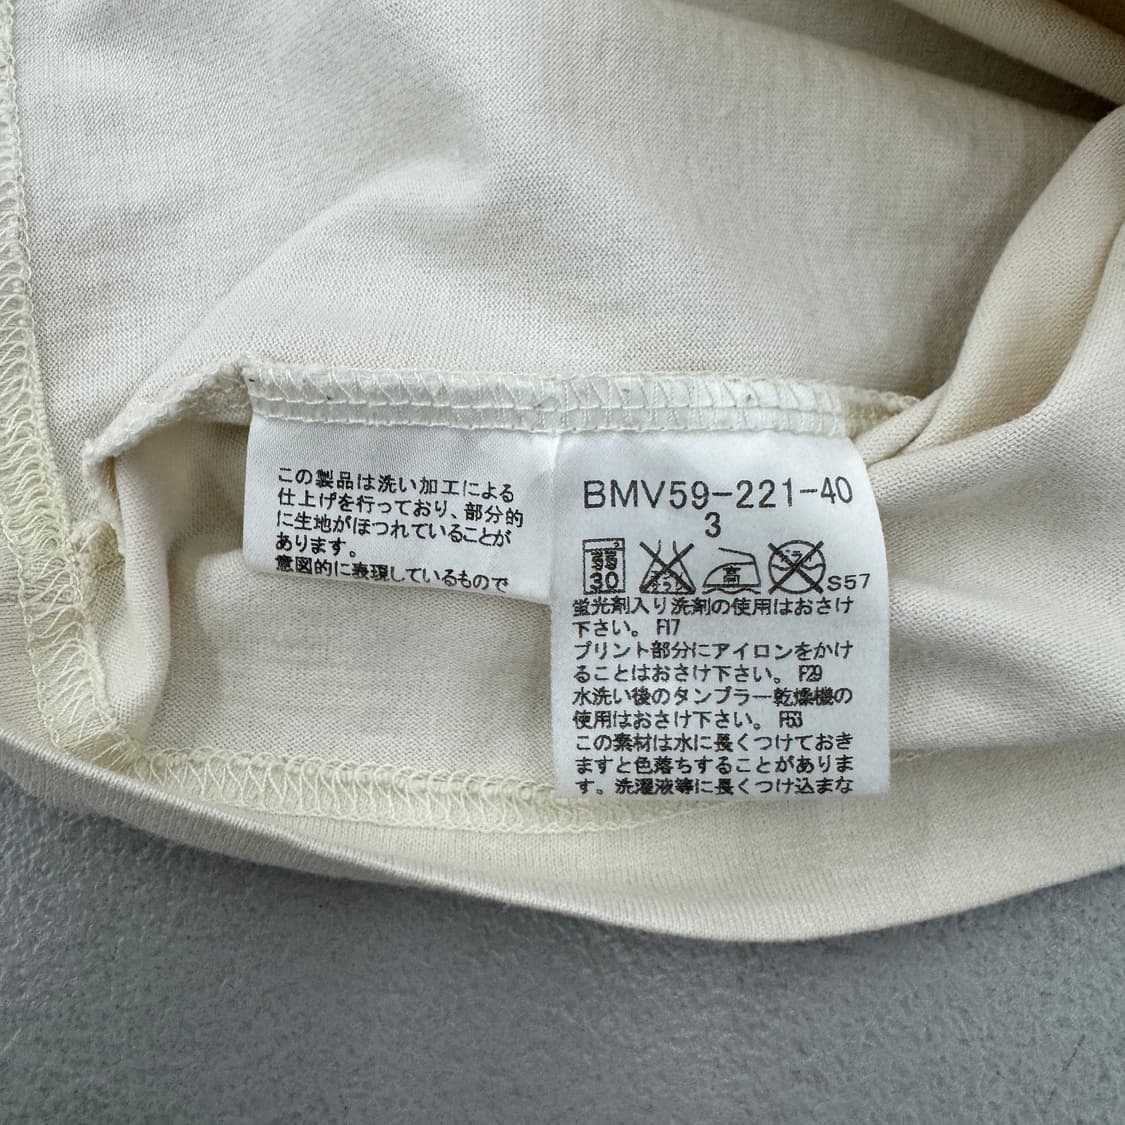 この製品は洗い加工による
仕上げを行っており、部分的
に生地がほつれていることが
あります。
意図的に表現しているもので
BMV59-221-40
3
弱
30
高
ドライ
S57
蛍光剤入り洗剤の使用はおさけ
下さい。 F17
プリント部分にアイロンをかけ
ることはおさけ下さい。 F29
水洗い後のタンブラー乾燥機の
使用はおさけ下さい。 F53
この素材は水に長くつけておき
ますと色落ちすることがありま
す。洗濯液等に長くつけ込まな